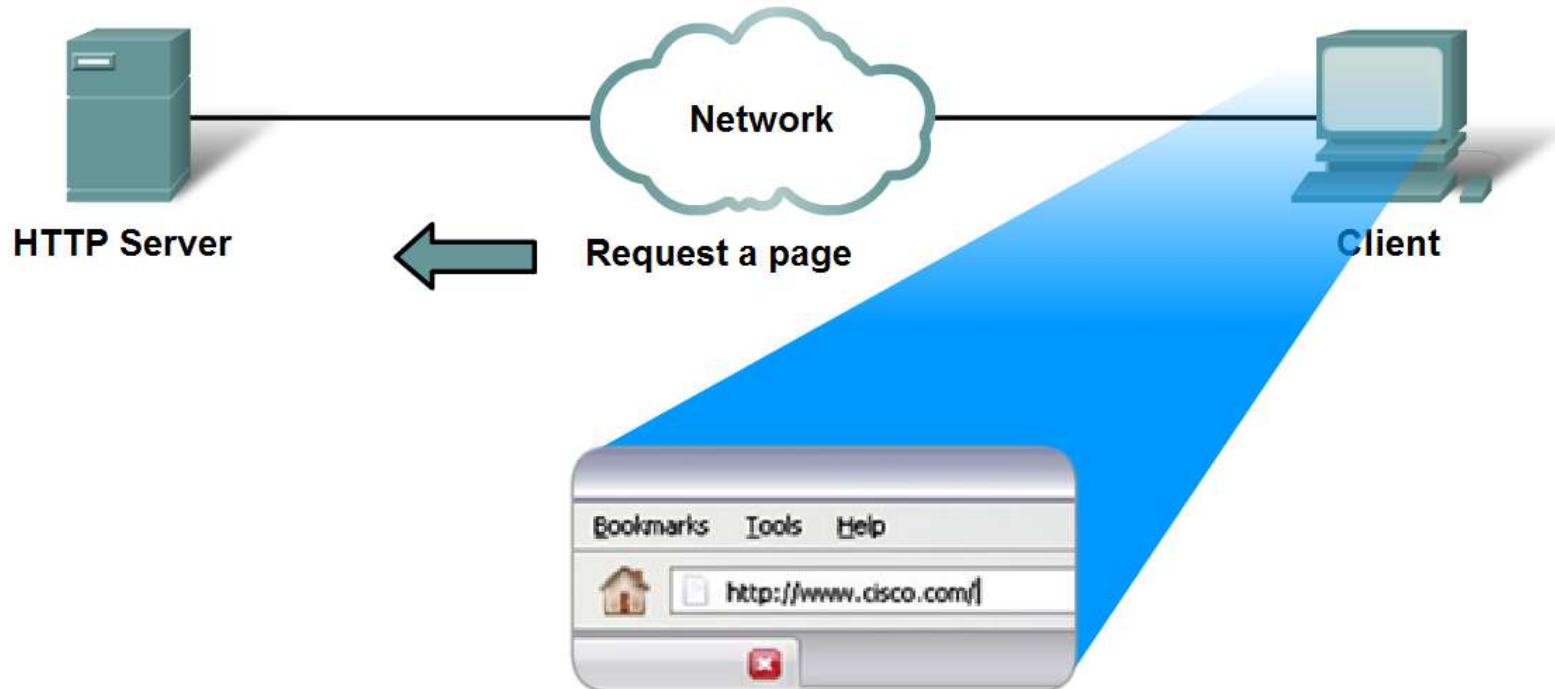 Network
HTTP Server
Request a page
Client
Bookmarks Tools Help
http://www.cisco.com/